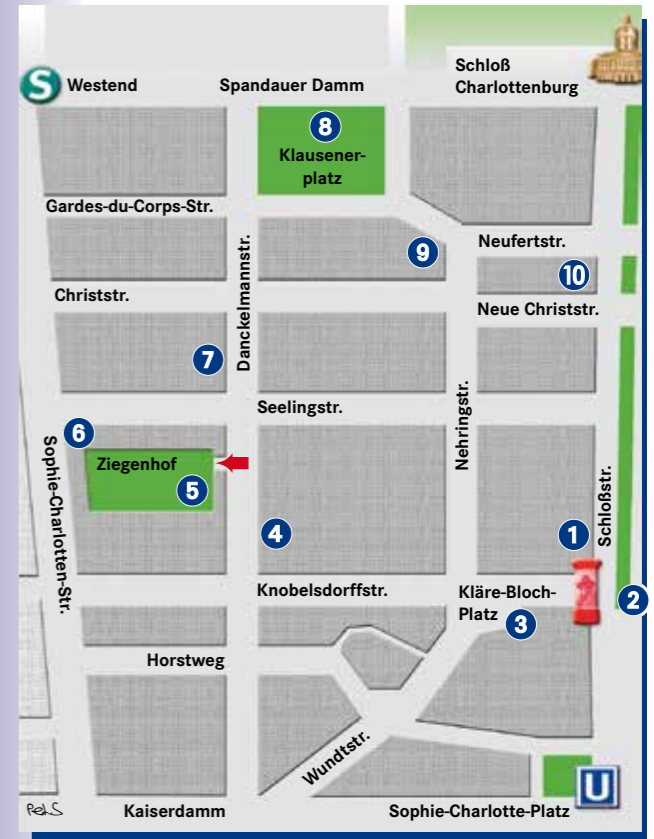 Schloß
Charlottenburg
S Westend
Spandauer Damm
8
Klausener-
platz
Gardes-du-Corps-Str.
Danckelmannstr.
9
Neufertstr.
10
Christstr.
Neue Christstr.
7
Seelingstr.
Nehringstr.
6
Sophie-Charlotten-Str.
Ziegenhof
5
4
1
Schloßstr.
2
Knobelsdorffstr.
Kläre-Bloch-
Platz 3
Horstweg
Wundtstr.
U
Kaiserdamm
Sophie-Charlotte-Platz